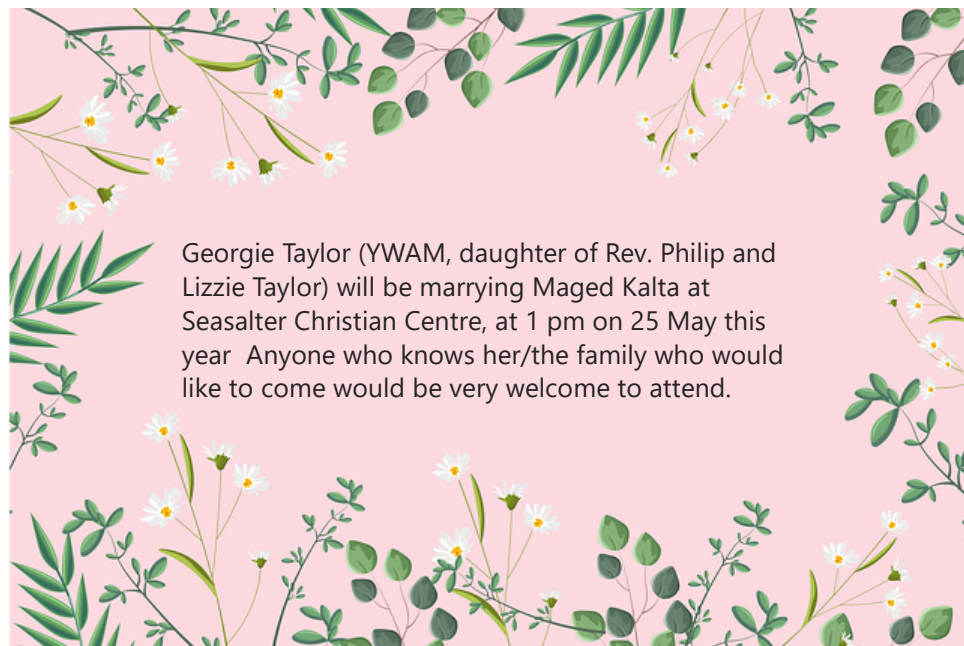 Georgie Taylor (YWAM, daughter of Rev. Philip and
Lizzie Taylor) will be marrying Maged Kalta at
Seasalter Christian Centre, at 1 pm on 25 May this
year  Anyone who knows her/the family who would
like to come would be very welcome to attend.